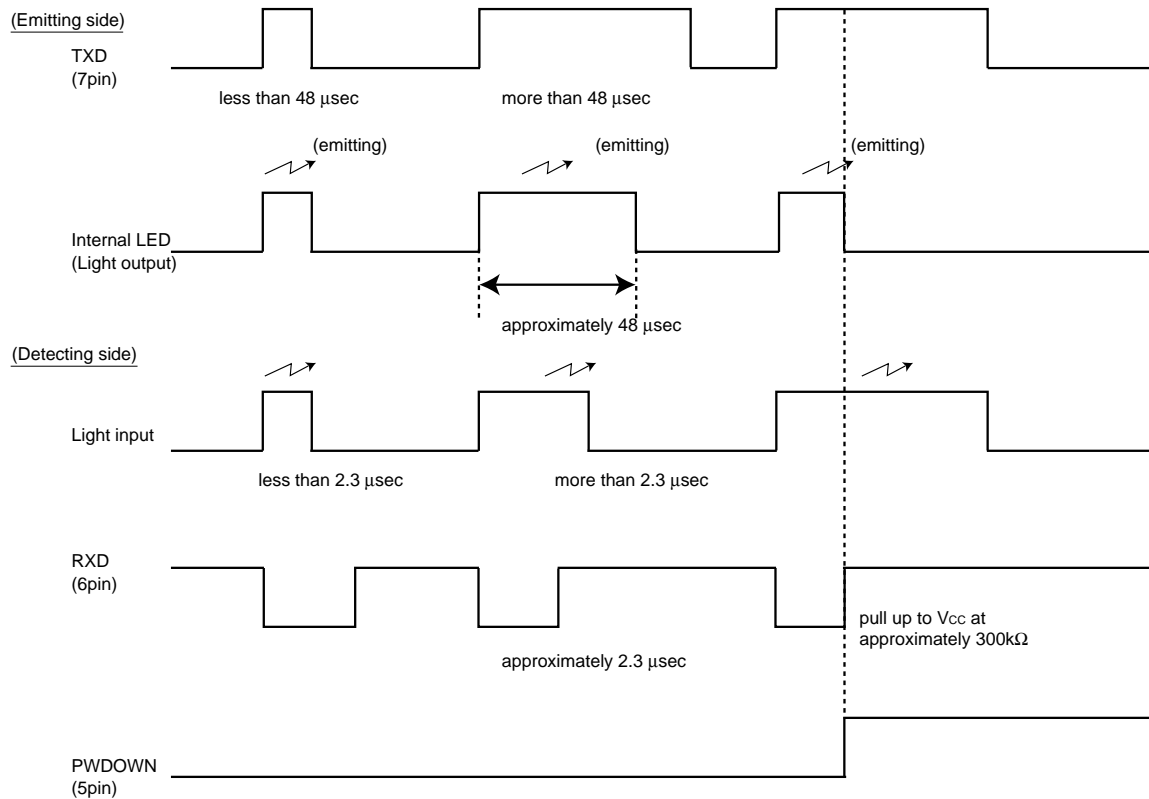 (Emitting side)
TXD
(7pin)
less than 48 μsec
more than 48 μsec
(emitting)
(emitting)
(emitting)
Internal LED
(Light output)
approximately 48 μsec
(Detecting side)
Light input
less than 2.3 μsec
more than 2.3 μsec
RXD
(6pin)
pull up to VCC at
approximately 300kΩ
approximately 2.3 μsec
PWDOWN
(5pin)